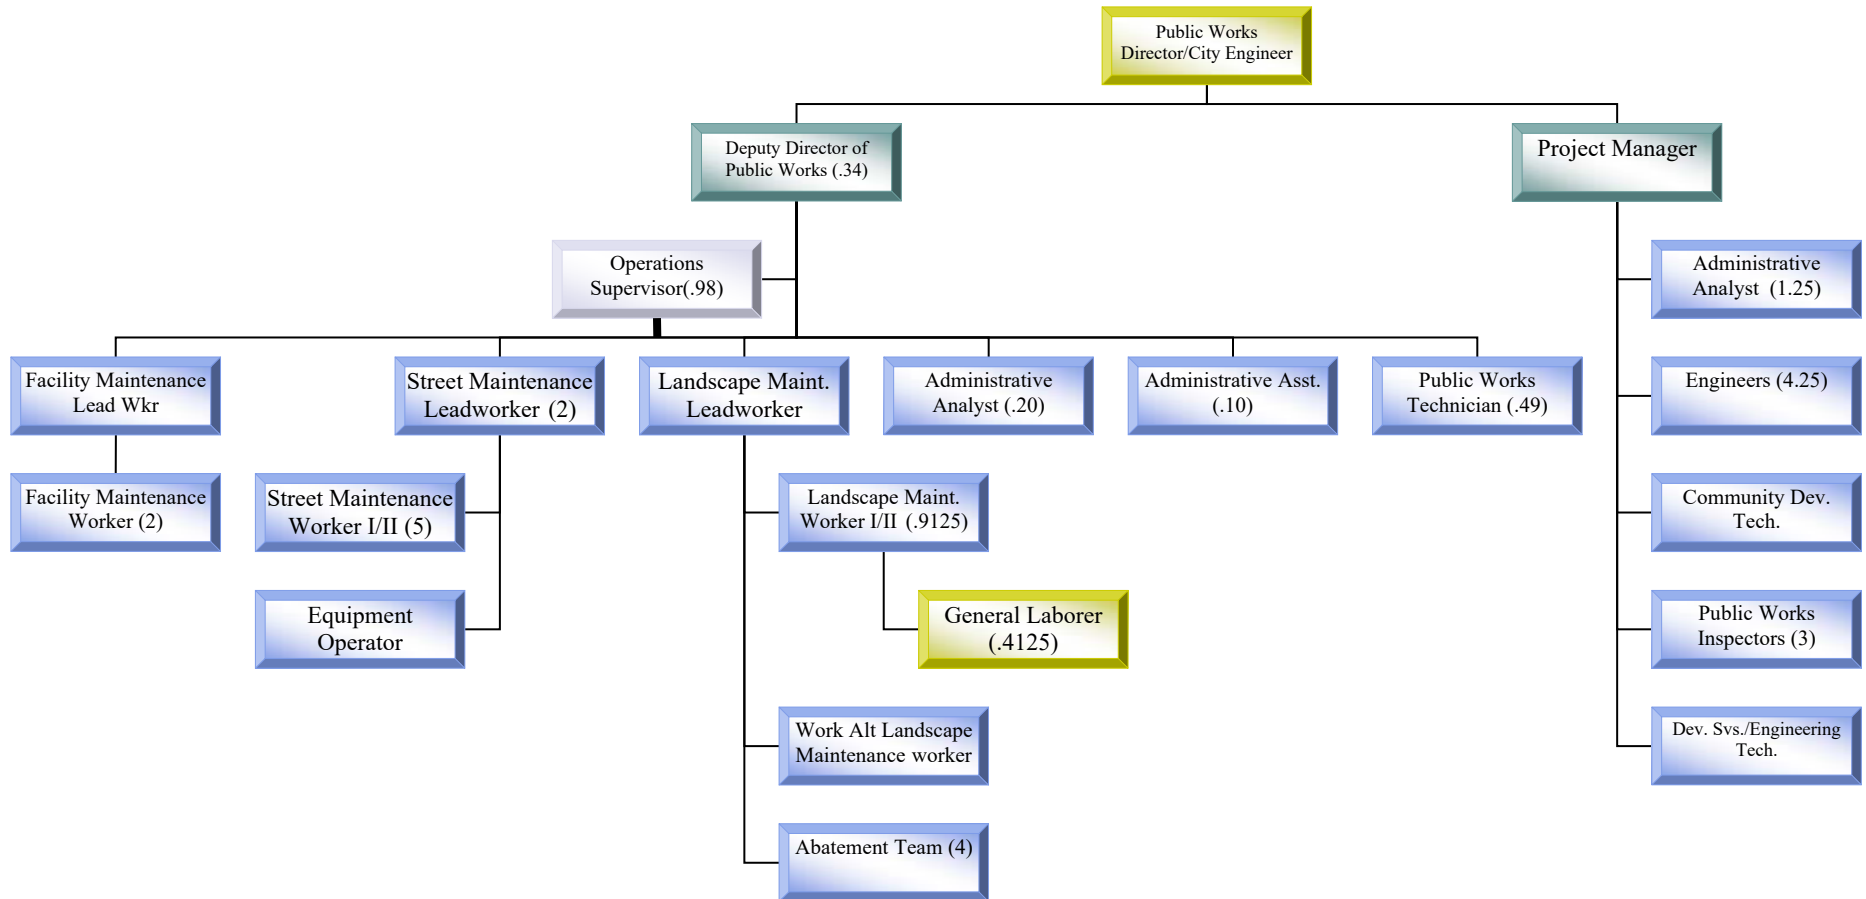 Public Works
Director/City Engineer
Deputy Director of
Public Works (.34)
Project Manager
Operations
Supervisor(.98)
Administrative
Analyst (1.25)
Facility Maintenance
Lead Wkr
Street Maintenance
Leadworker (2)
Landscape Maint.
Leadworker
Administrative
Analyst (.20)
Administrative Asst.
(.10)
Public Works
Technician (.49)
Engineers (4.25)
Facility Maintenance
Worker (2)
Street Maintenance
Worker I/II (5)
Landscape Maint.
Worker I/II (.9125)
Community Dev.
Tech.
Equipment
Operator
General Laborer
(.4125)
Public Works
Inspectors (3)
Work Alt Landscape
Maintenance worker
Dev. Svs./Engineering
Tech.
Abatement Team (4)